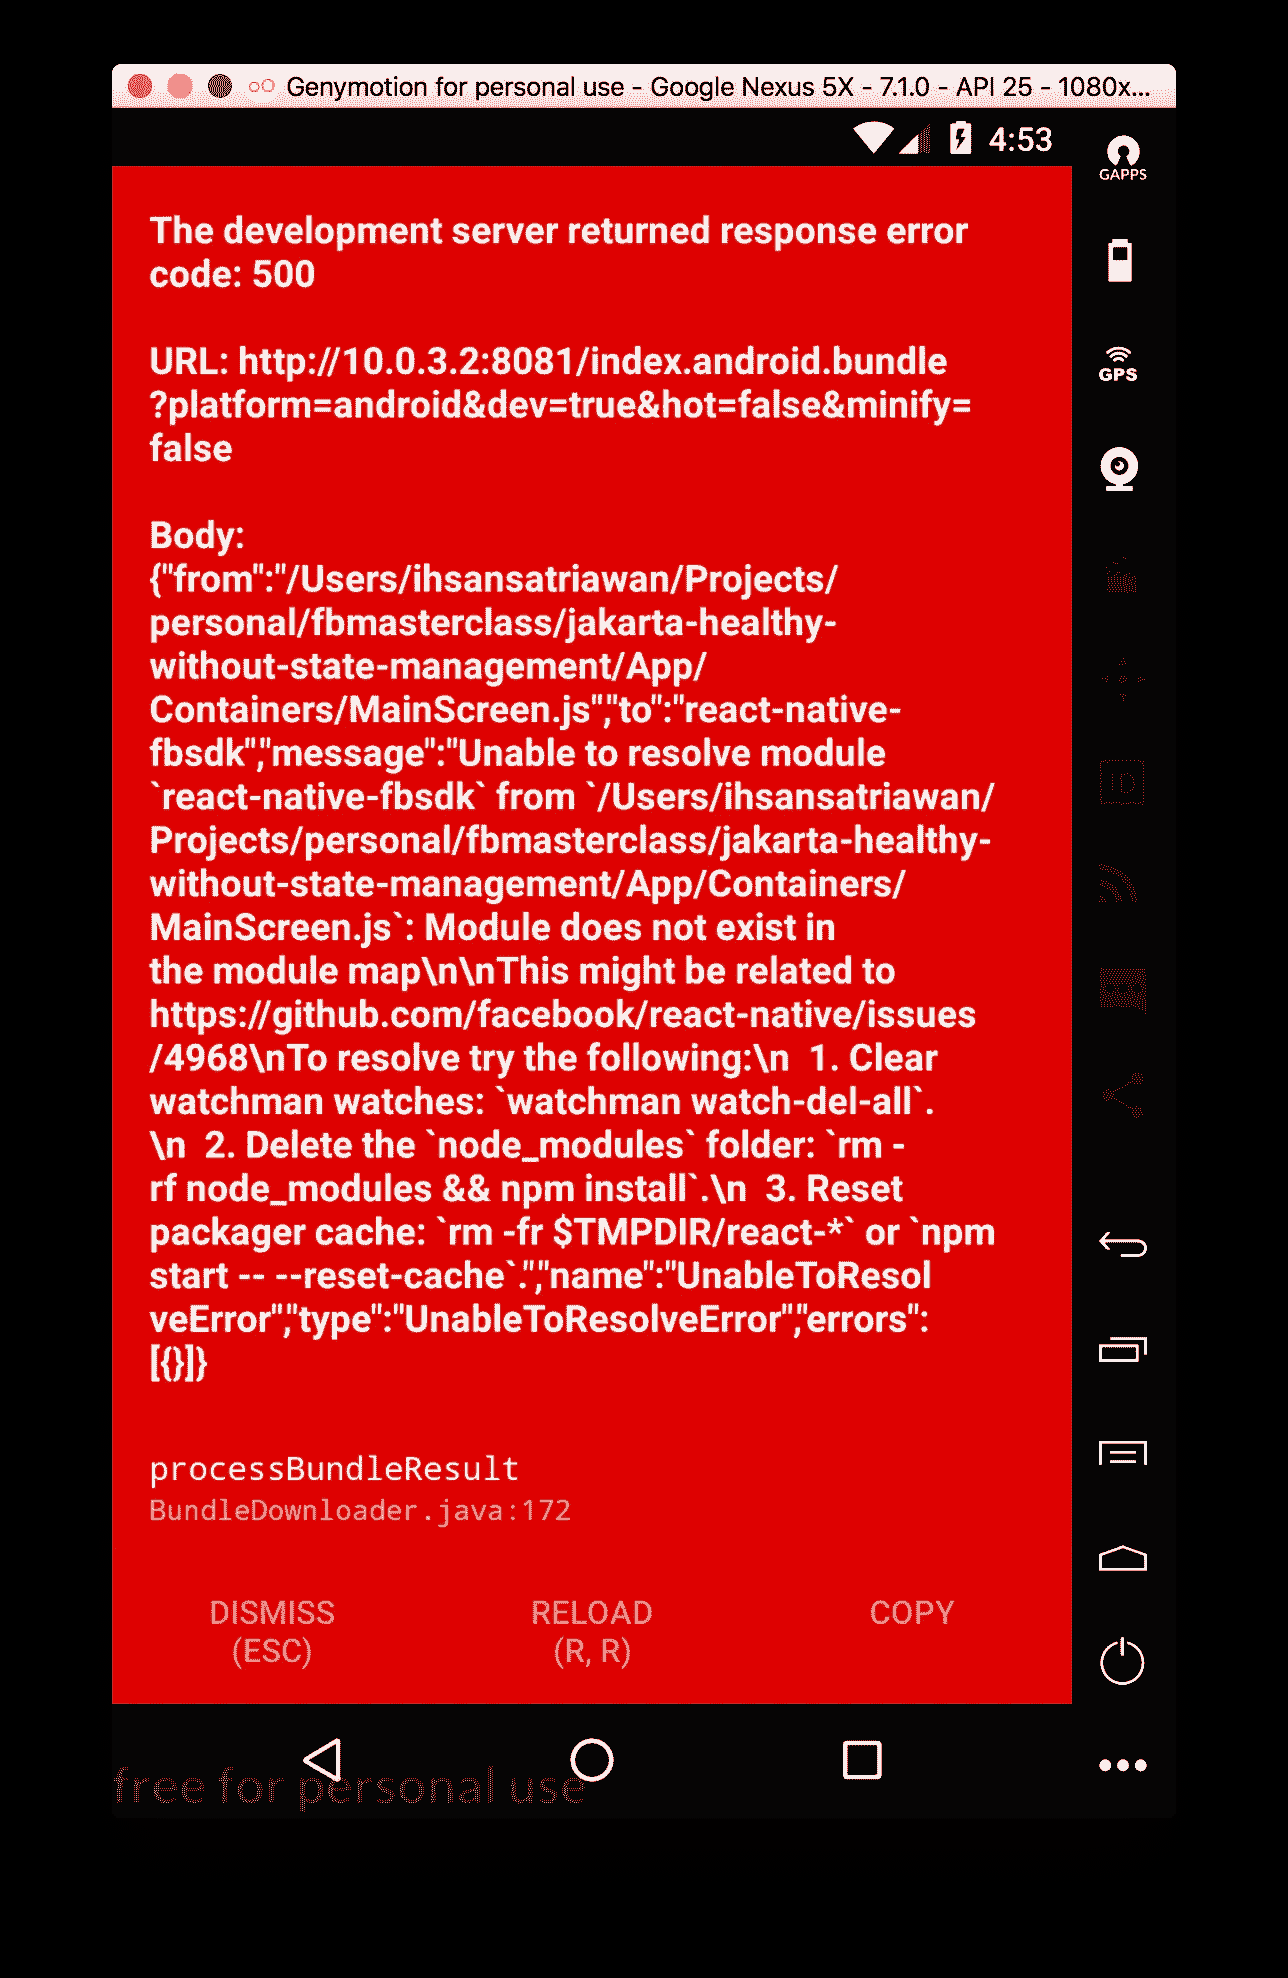 Genymotion for personal use - Google Nexus 5X - 7.1.0 - API 25 - 1080x...
4:53
GAPPS
GPS
ID
The development server returned response error
code: 500
URL: http://10.0.3.2:8081/index.android.bundle
?platform=android&dev=true&hot=false&minify=
false
Body:
{"from":"/Users/ihsansatriawan/Projects/
personal/fbmasterclass/jakarta-healthy-
without-state-management/App/
Containers/MainScreen.js","to":"react-native-
fbsdk","message":"Unable to resolve module
`react-native-fbsdk` from `/Users/ihsansatriawan/
Projects/personal/fbmasterclass/jakarta-healthy-
without-state-management/App/Containers/
MainScreen.js`: Module does not exist in
the module map\n\nThis might be related to
https://github.com/facebook/react-native/issues
/4968\nTo resolve try the following:\n  1. Clear
watchman watches: `watchman watch-del-all`.
\n  2. Delete the `node_modules` folder: `rm -
rf node_modules && npm install`.\n  3. Reset
packager cache: `rm -fr $TMPDIR/react-*` or `npm
start -- --reset-cache`.","name":"UnableToResol
veError","type":"UnableToResolveError","errors":
[{}]}
processBundleResult
BundleDownloader.java:172
DISMISS
(ESC)
RELOAD
(R, R)
COPY
free for personal use